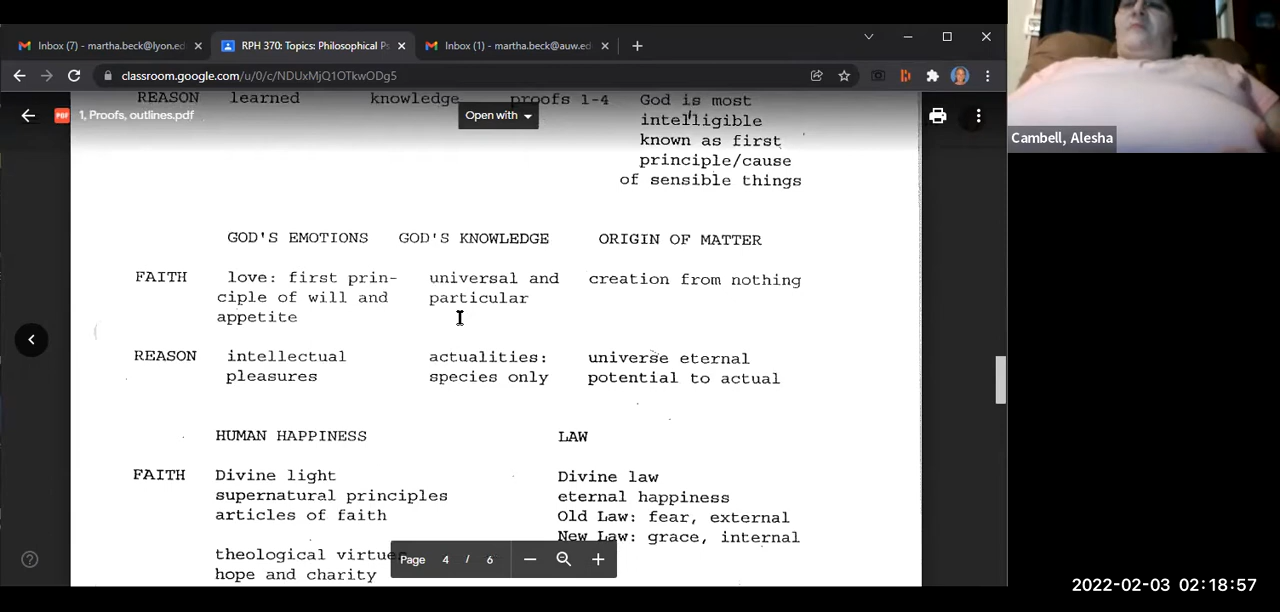 Inbox (7) - martha.beck@lyon.ed
RPH 370: Topics: Philosophical Ps
Inbox (1) - martha.beck@auw.ed
classroom.google.com/u/0/c/NDUxMjQ1OTkwODg5
1, Proofs, outlines.pdf
Open with
REASON learned knowledge proofs 1-4 God is most
intelligible
known as first
principle/cause
of sensible things
GOD'S EMOTIONS GOD'S KNOWLEDGE ORIGIN OF MATTER
FAITH love: first prin- universal and creation from nothing
ciple of will and particular
appetite
REASON intellectual actualities: universe eternal
pleasures species only potential to actual
HUMAN HAPPINESS LAW
FAITH Divine light Divine law
supernatural principles eternal happiness
articles of faith Old Law: fear, external
New Law: grace, internal
theological virtue
hope and charity
Page 4 / 6
Cambell, Alesha
2022-02-03 02:18:57